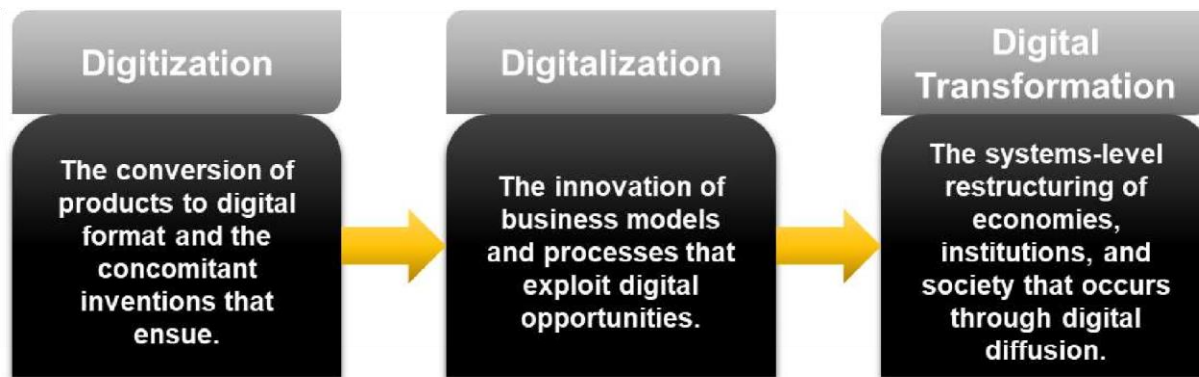 Digitization
The conversion of
products to digital
format and the
concomitant
inventions that
ensue.
Digitalization
The innovation of
business models
and processes that
exploit digital
opportunities.
Digital
Transformation
The systems-level
restructuring of
economies,
institutions, and
society that occurs
through digital
diffusion.